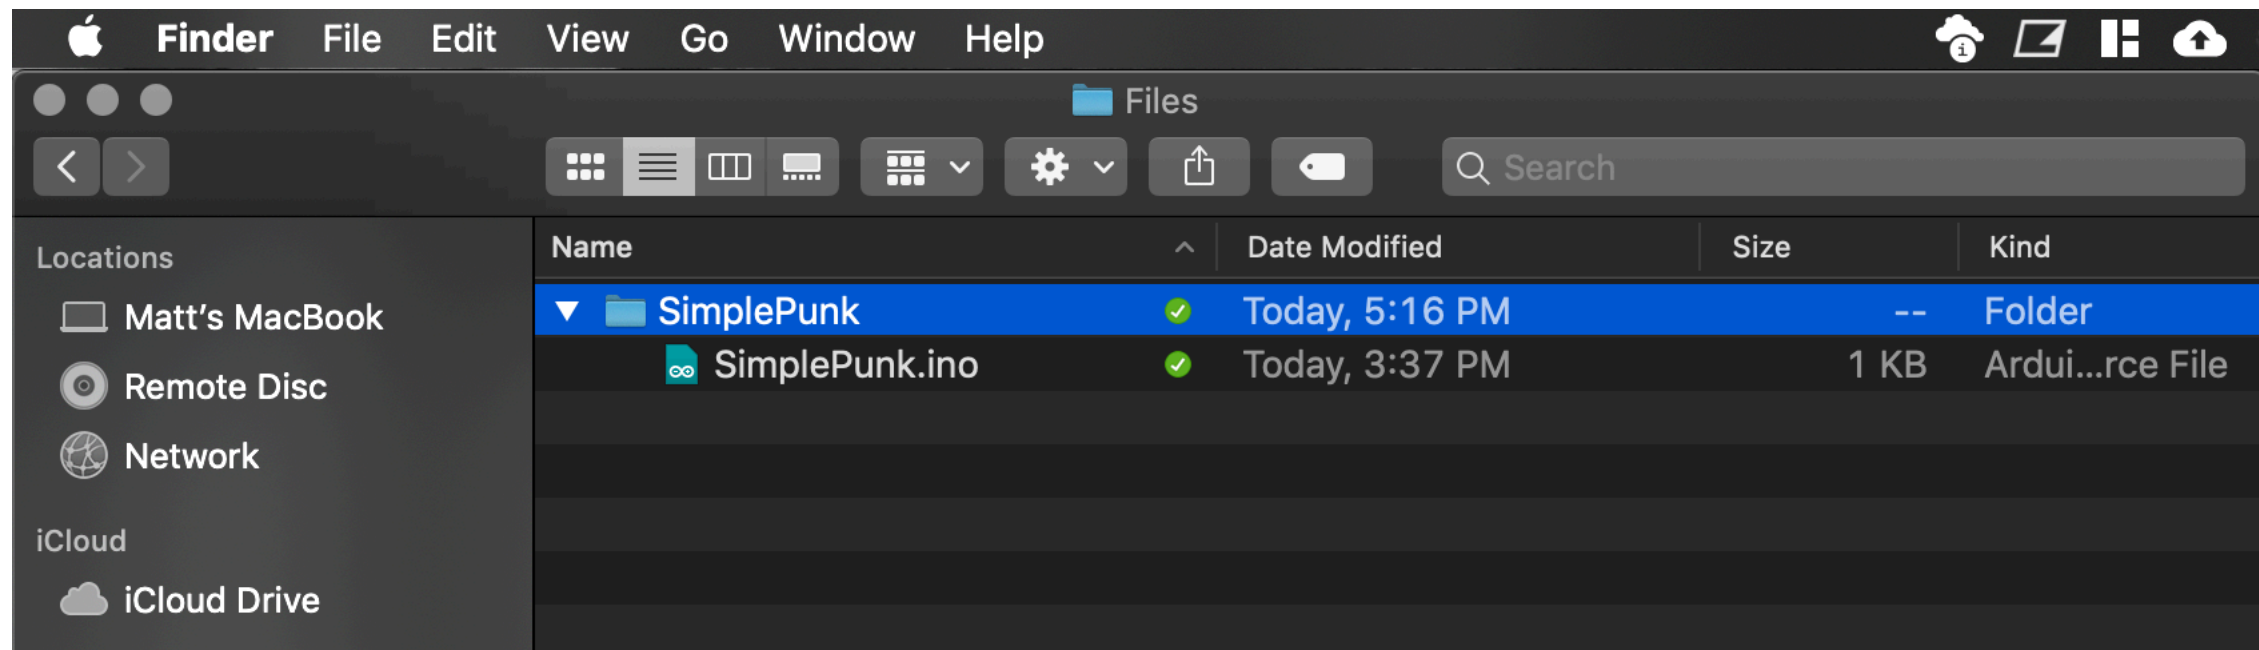 Finder File Edit View Go Window Help
Files
Search
Locations
Matt’s MacBook
Remote Disc
Network
iCloud
iCloud Drive
Name Date Modified Size Kind
SimplePunk Today, 5:16 PM -- Folder
SimplePunk.ino Today, 3:37 PM 1 KB Ardui...rce File